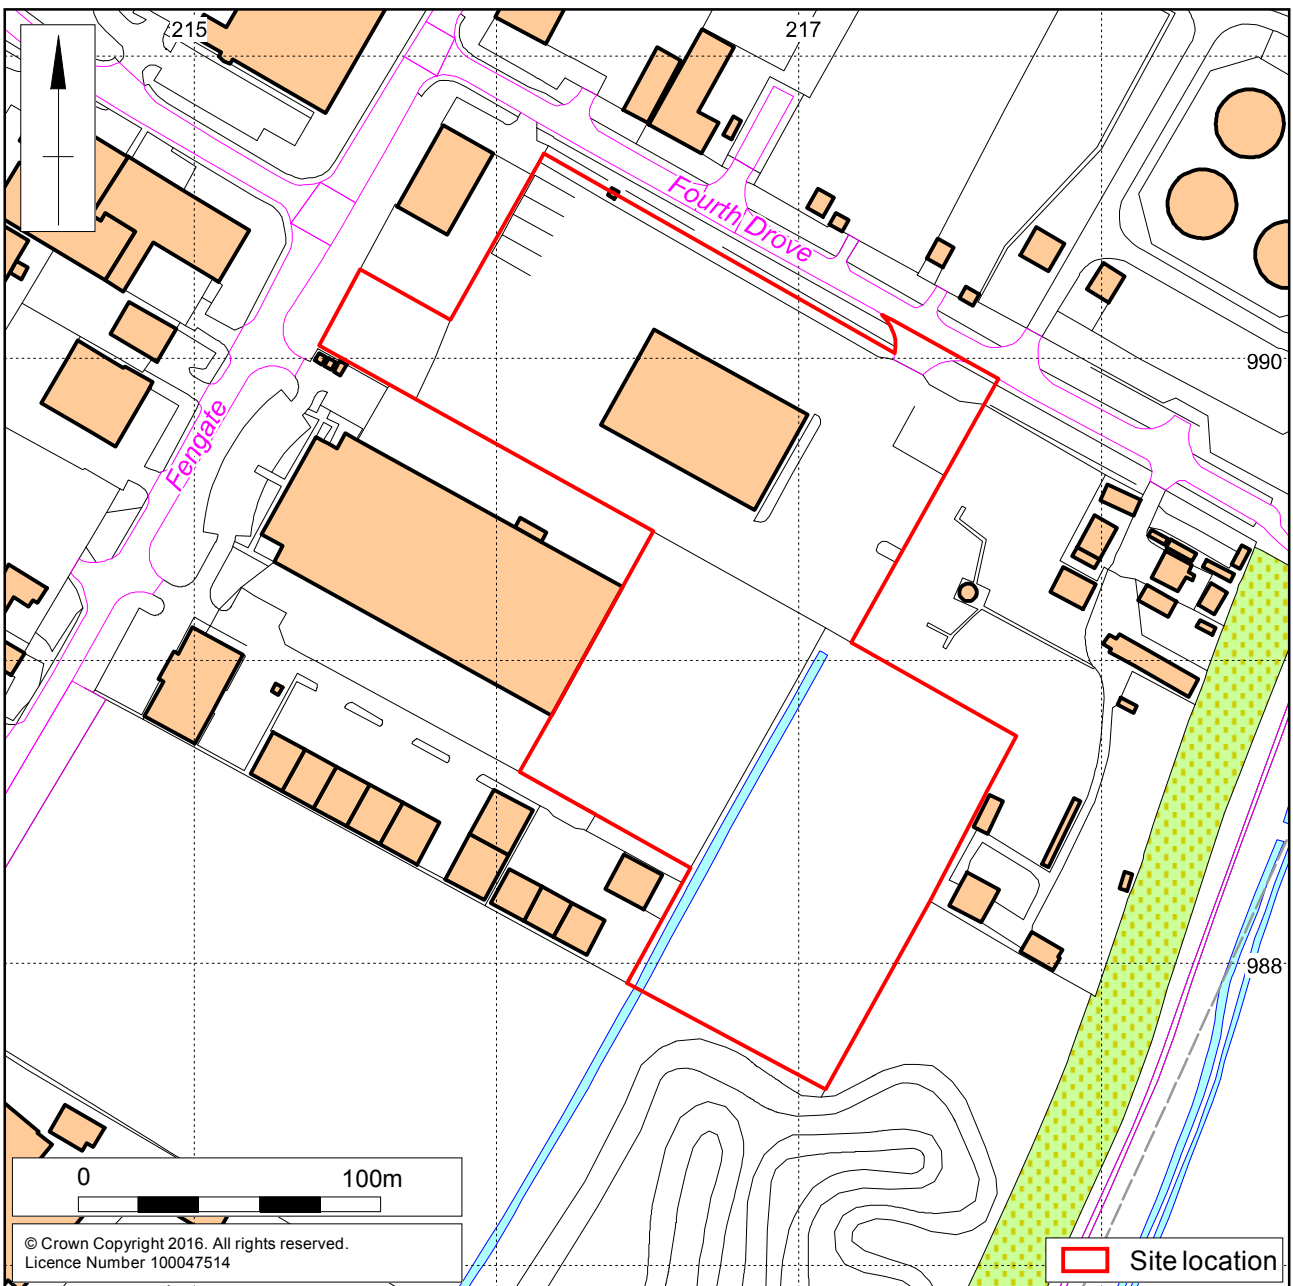 215
217
Fourth Drove
990
Fengate
988
0 100m
© Crown Copyright 2016. All rights reserved.
Licence Number 100047514
Site location